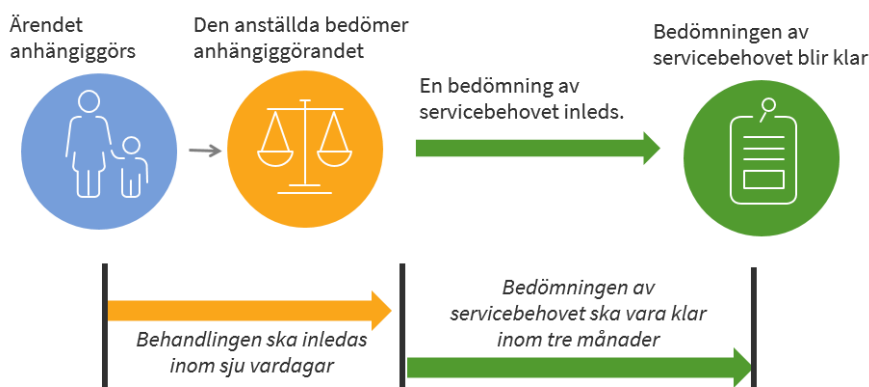 Ärendet
anhängiggörs
Den anställda bedömer
anhängiggörandet
En bedömning av
servicebehovet inleds.
Bedömningen av
servicebehovet blir klar
Behandlingen ska inledas
inom sju vardagar
Bedömningen av
servicebehovet ska vara klar
inom tre månader